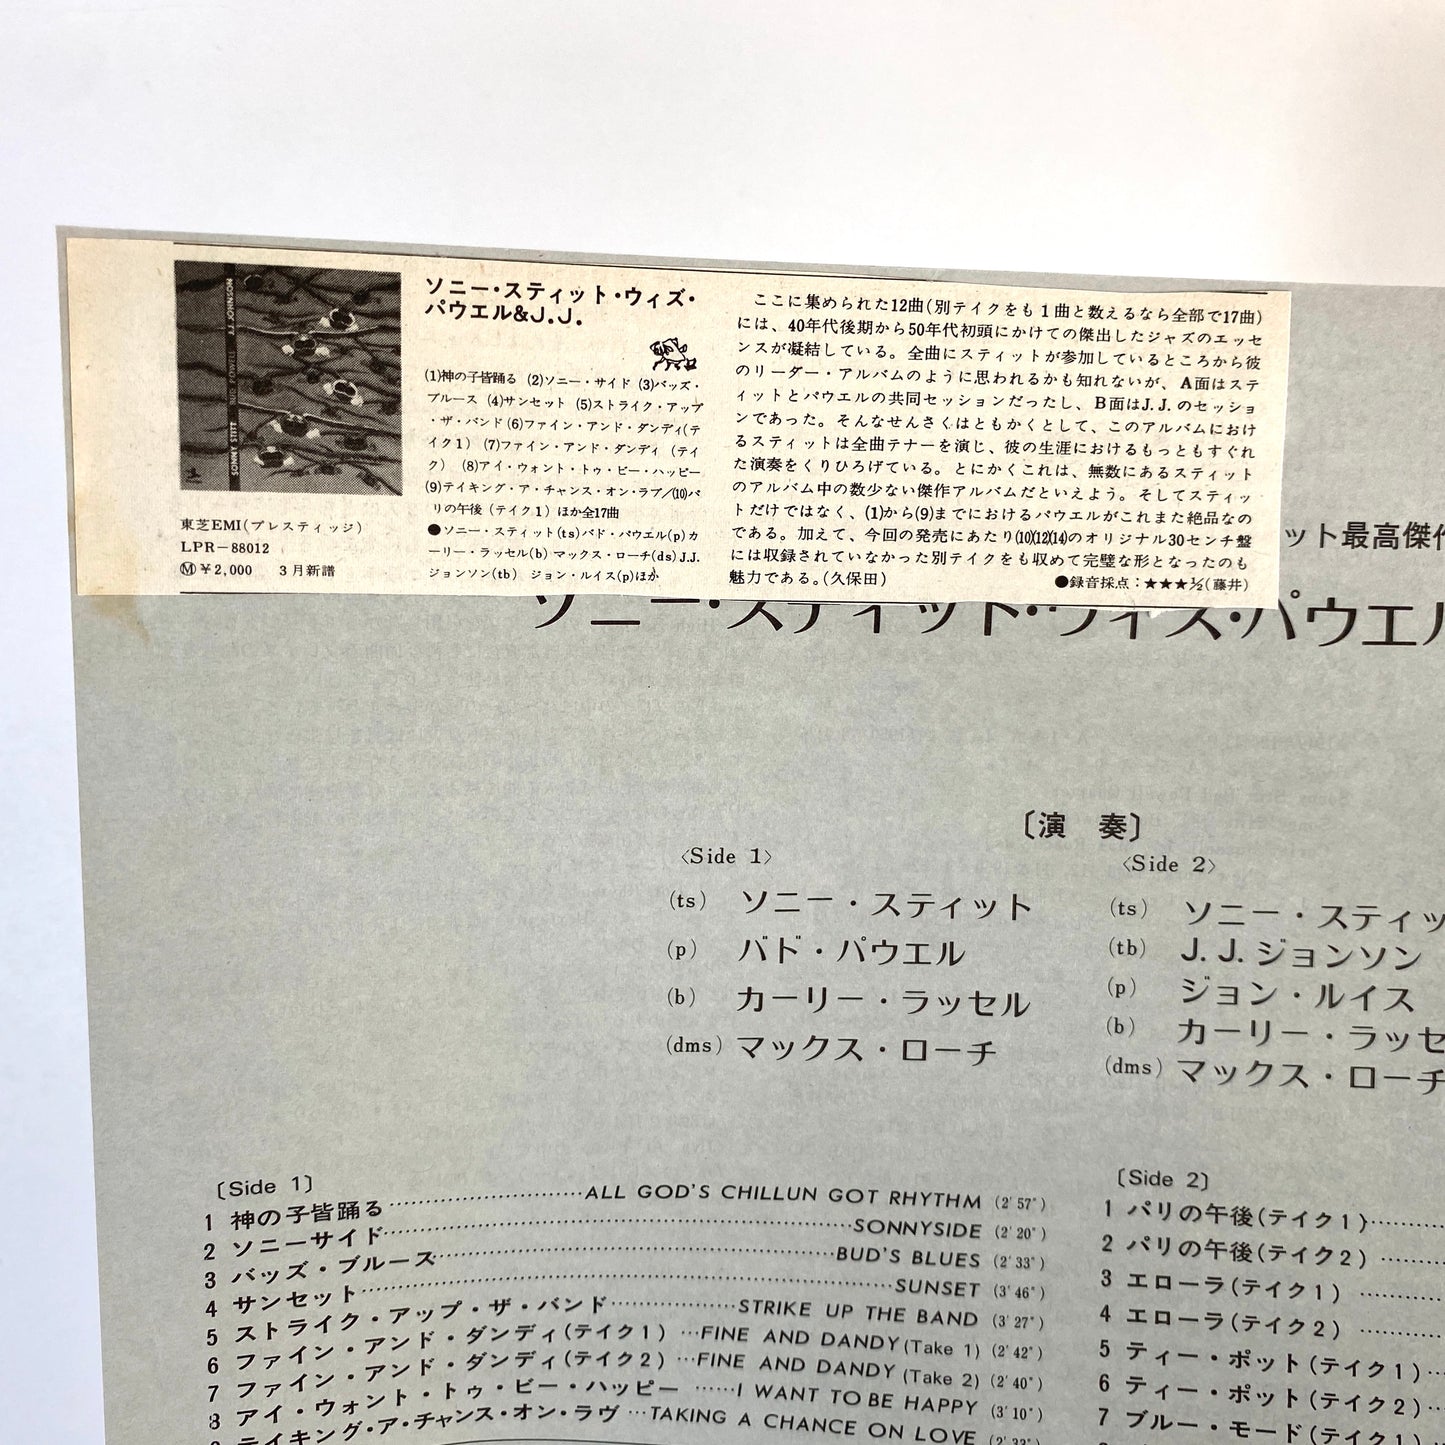 SONNY STITT BUD POWELL J.J. JOHNSON
東芝EMI(プレスティッジ)
LPR-88012
Ⓜ¥2,000 3月新譜
ソニー・スティット・ウィズ・
パウエル&J.J.
(1)神の子皆踊る (2)ソニー・サイド (3)バッズ・
ブルース (4)サンセット (5)ストライク・アップ
・ザ・バンド (6)ファイン・アンド・ダンディ(テ
イク1) (7)ファイン・アンド・ダンディ (テイ
ク) (8)アイ・ウォント・トゥ・ビー・ハッピー
(9)テイキング・ア・チャンス・オン・ラブ/(10)パ
リの午後 (テイク1) ほか全17曲
●ソニー・スティット(ts)バド・パウエル(p)カ
ーリー・ラッセル(b) マックス・ローチ(ds) J.J.
ジョンソン(tb) ジョン・ルイス(p)ほか
ここに集められた12曲(別テイクをも1曲と数えるなら全部で17曲)
には、40年代後期から50年代初頭にかけての傑出したジャズのエッセ
ンスが凝結している。全曲にスティットが参加しているところから彼
のリーダー・アルバムのように思われるかも知れないが、A面はステ
ィットとパウエルの共同セッションだったし、B面はJ.J.のセッショ
ンであった。そんなせんさくはともかくとして、このアルバムにおけ
るスティットは全曲テナーを演じ、彼の生涯におけるもっともすぐれ
た演奏をくりひろげている。とにかくこれは、無数にあるスティット
のアルバム中の数少ない傑作アルバムだといえよう。そしてスティッ
トだけではなく、(1)から(9)までにおけるパウエルがこれまた絶品なの
である。加えて、今回の発売にあたり(10)(12)(14)のオリジナル30センチ盤
には収録されていなかった別テイクをも収めて完璧な形となったのも
魅力である。(久保田) ●録音採点:★★★½(藤井)
ット最高傑作
ソニー・スティット・ウィズ・パウエル
〔演 奏〕
〈Side 1〉
(ts) ソニー・スティット
(p) バド・パウエル
(b) カーリー・ラッセル
(dms) マックス・ローチ
〈Side 2〉
(ts) ソニー・スティッ
(tb) J.J.ジョンソン
(p) ジョン・ルイス
(b) カーリー・ラッセ
(dms) マックス・ローチ
〔Side 1〕
1 神の子皆踊る……ALL GOD'S CHILLUN GOT RHYTHM (2'57")
2 ソニーサイド……SONNYSIDE (2'20")
3 バッズ・ブルース……BUD'S BLUES (2'33")
4 サンセット……SUNSET (3'46")
5 ストライク・アップ・ザ・バンド……STRIKE UP THE BAND (3'27")
6 ファイン・アンド・ダンディ(テイク1)…FINE AND DANDY(Take 1) (2'42")
7 ファイン・アンド・ダンディ(テイク2)…FINE AND DANDY(Take 2) (2'40")
8 アイ・ウォント・トゥ・ビー・ハッピー……I WANT TO BE HAPPY (3'10")
テイキング・ア・チャンス・オン・ラヴ…TAKING A CHANCE ON LOVE
〔Side 2〕
1 パリの午後(テイク1)……
2 パリの午後(テイク2)……
3 エローラ(テイク1)……
4 エローラ(テイク2)……
5 ティー・ポット(テイク1)…
6 ティー・ポット(テイク2)…
7 ブルー・モード(テイク1)…